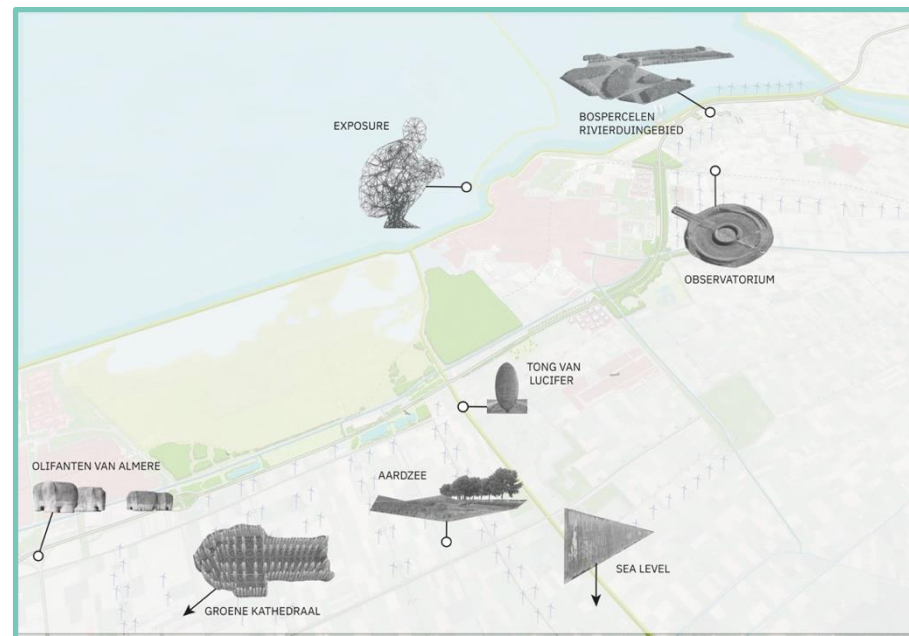 EXPOSURE
BOSPERCELEN
RIVIERDUINGEBIED
OBSERVATORIUM
TONG VAN
LUCIFER
OLIFANTEN VAN ALMERE
AARDZEE
GROENE KATHEDRAAL
SEA LEVEL